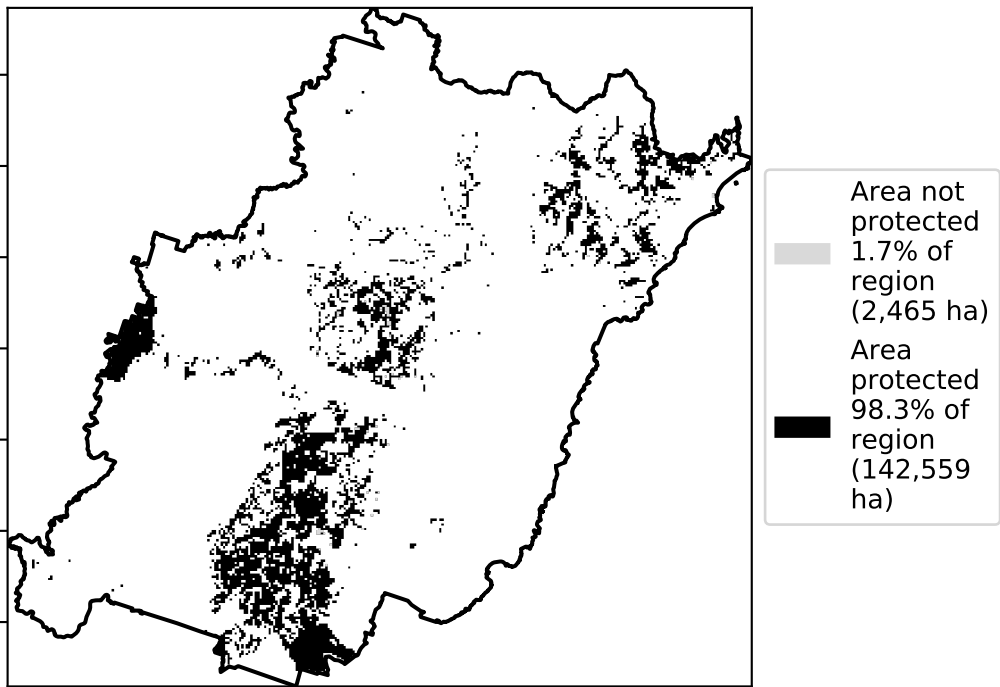 Area not
protected
1.7% of
region
(2,465 ha)
Area
protected
98.3% of
region
(142,559
ha)